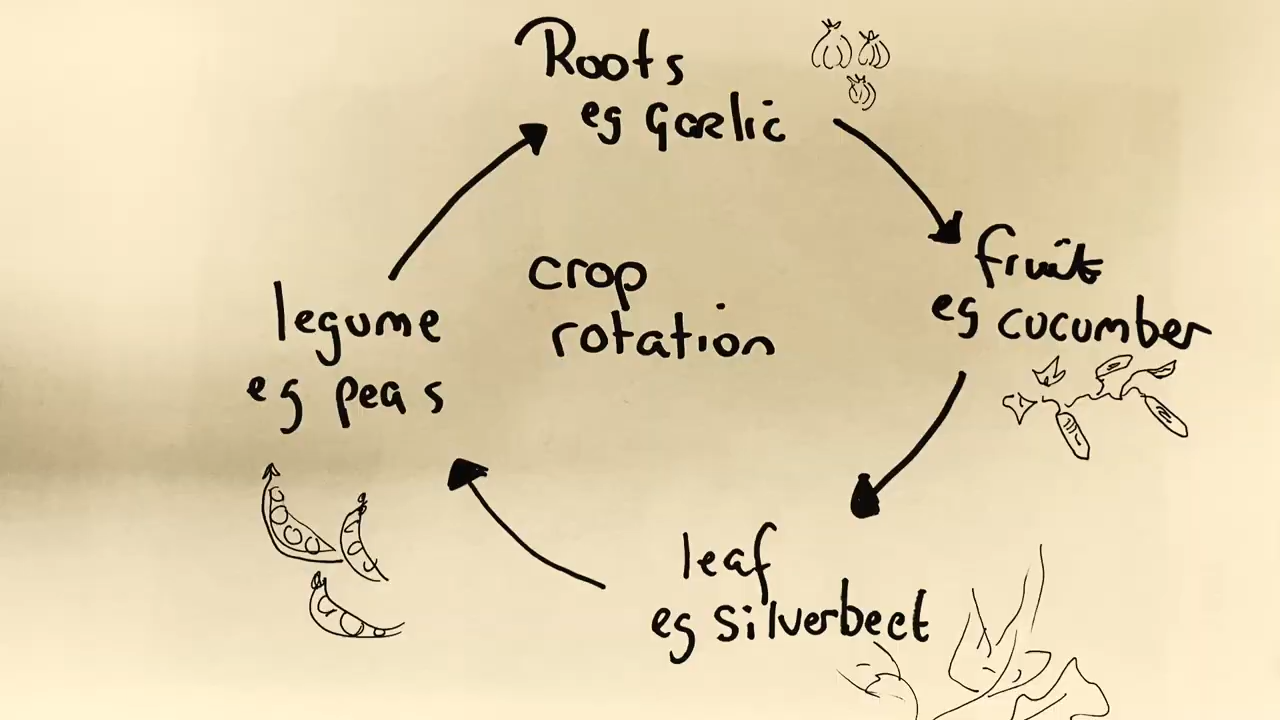 Roots
eg Garlic
fruit
eg cucumber
leaf
eg silverbeet
legume
eg peas
crop
rotation